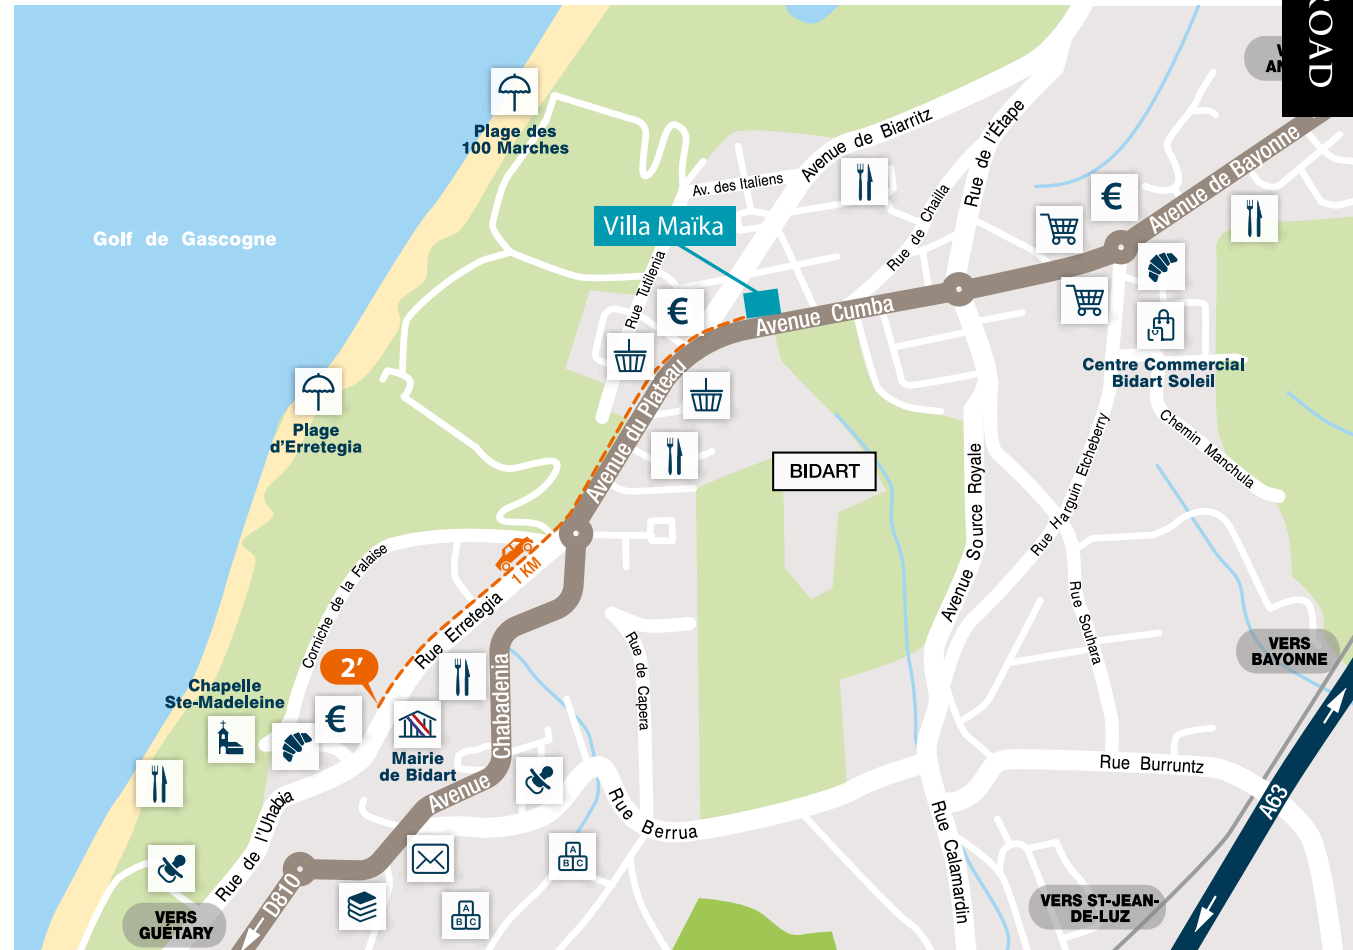 ROAD
Plage des
100 Marches
Golf de Gascogne
Avenue de Biarritz
Rue de l'Étape
Av. des Italiens
Avenue de Bayonne
€
Villa Maïka
Rue de Chailla
Rue Tutilenia
€
Avenue Cumba
Centre Commercial
Bidart Soleil
Plage
d'Erretegia
Avenue du Plateau
BIDART
Chemin Manchula
Rue Harguin Etcheberry
Avenue Source Royale
1 KM
Corniche de la Falaise
Rue Erretegia
Rue Souhara
2'
Rue de Capera
VERS
BAYONNE
Chapelle
Ste-Madeleine
€
Avenue Chabadenia
Mairie
de Bidart
Rue Burruntz
A63
Rue de l'Uhabia
Rue Berrua
Rue Calamardin
A
B C
A
B C
D810
VERS
GUÉTARY
VERS ST-JEAN-
DE-LUZ